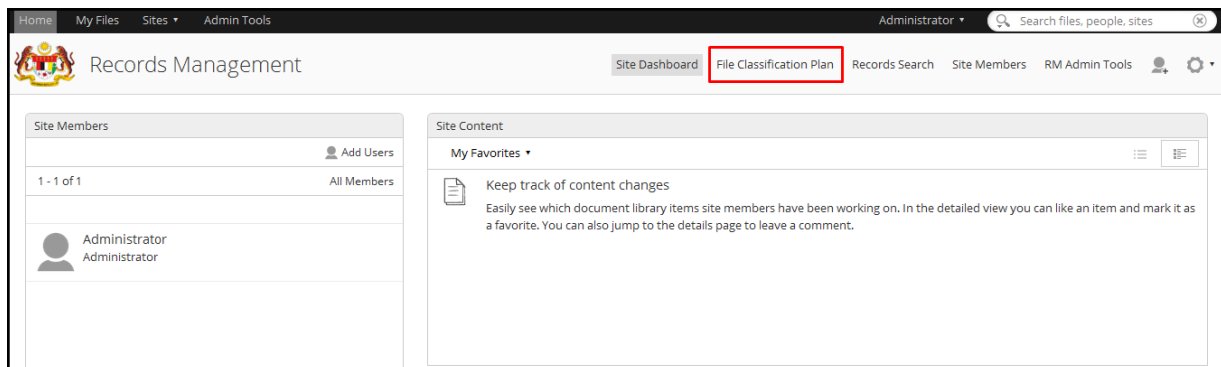 Home My Files Sites Admin Tools Administrator Search files, people, sites
Records Management Site Dashboard File Classification Plan Records Search Site Members RM Admin Tools
Site Members
Add Users
1 - 1 of 1 All Members
Administrator
Administrator
Site Content
My Favorites
Keep track of content changes
Easily see which document library items site members have been working on. In the detailed view you can like an item and mark it as
a favorite. You can also jump to the details page to leave a comment.